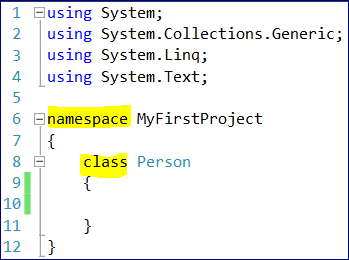 1 using System;
2 using System.Collections.Generic;
3 using System.Linq;
4 using System.Text;
5
6 namespace MyFirstProject
7 {
8 class Person
9 {
10
11 }
12 }